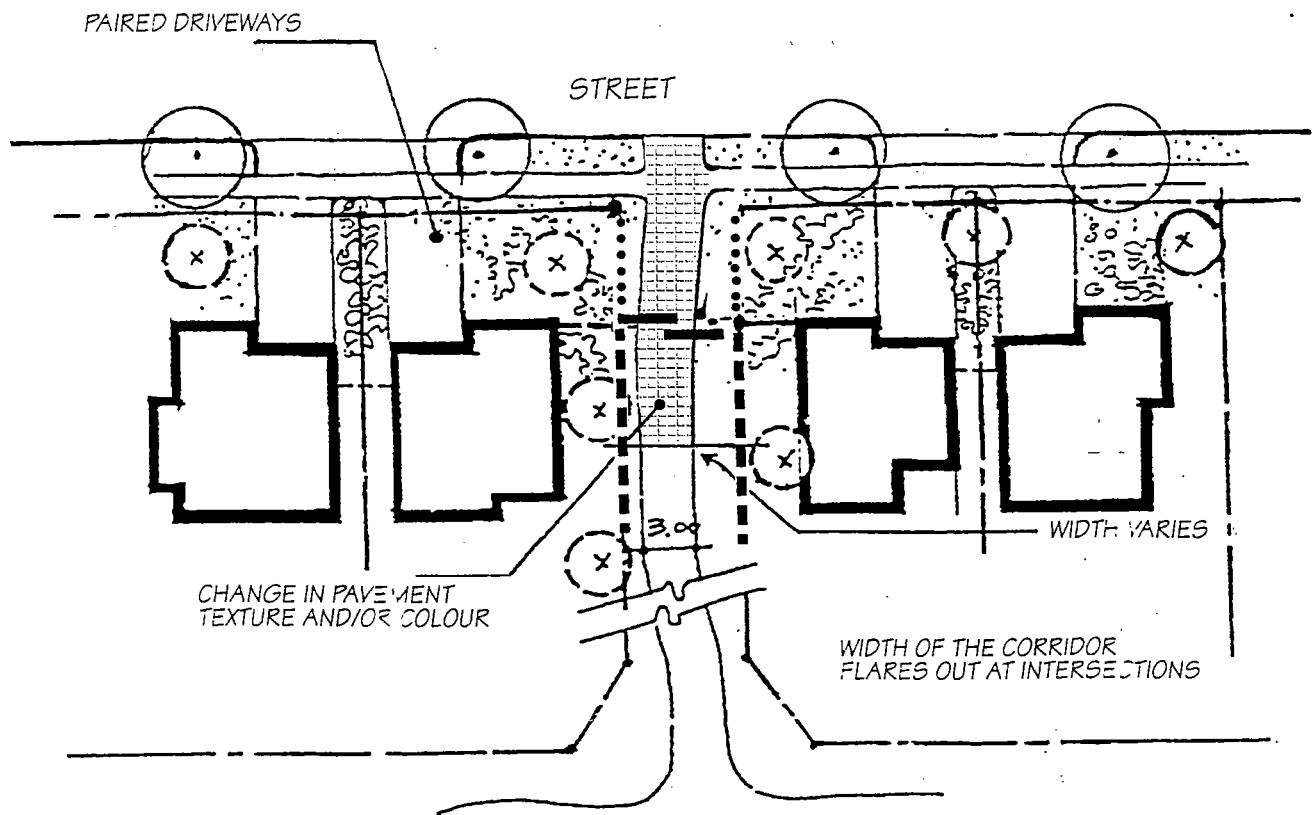 PAIRED DRIVEWAYS
STREET
3.00
WIDTH VARIES
CHANGE IN PAVEMENT
TEXTURE AND/OR COLOUR
WIDTH OF THE CORRIDOR
FLARES OUT AT INTERSECTIONS